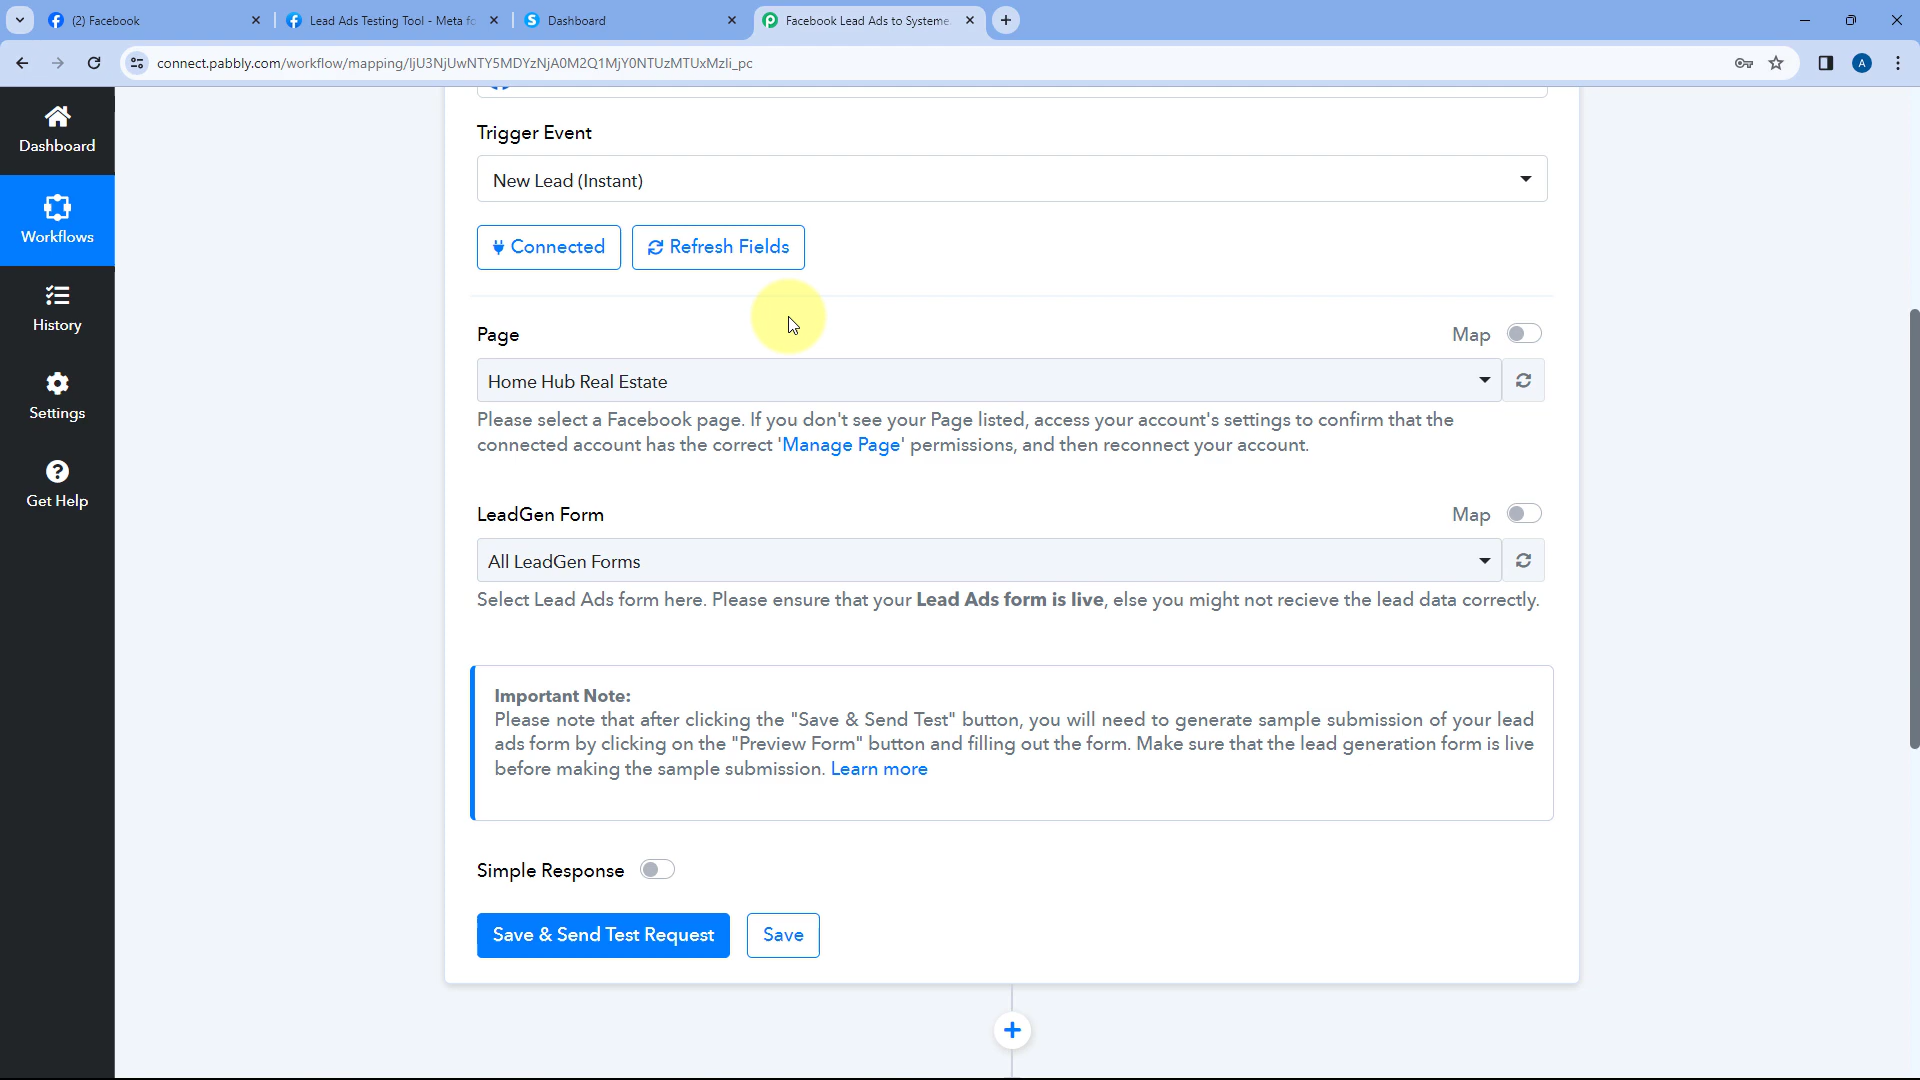 (2) Facebook
Lead Ads Testing Tool - Meta fo
Dashboard
Facebook Lead Ads to Systeme.
connect.pabbly.com/workflow/mapping/IjU3NjUwNTY5MDYzNjA0M2Q1MjY0NTUzMTUxMzIi_pc
A
Dashboard
Workflows
History
Settings
Get Help
Trigger Event
New Lead (Instant)
Connected
Refresh Fields
Page
Map
Home Hub Real Estate
Please select a Facebook page. If you don't see your Page listed, access your account's settings to confirm that the
connected account has the correct 'Manage Page' permissions, and then reconnect your account.
LeadGen Form
Map
All LeadGen Forms
Select Lead Ads form here. Please ensure that your Lead Ads form is live, else you might not recieve the lead data correctly.
Important Note:
Please note that after clicking the "Save & Send Test" button, you will need to generate sample submission of your lead
ads form by clicking on the "Preview Form" button and filling out the form. Make sure that the lead generation form is live
before making the sample submission. Learn more
Simple Response
Save & Send Test Request
Save